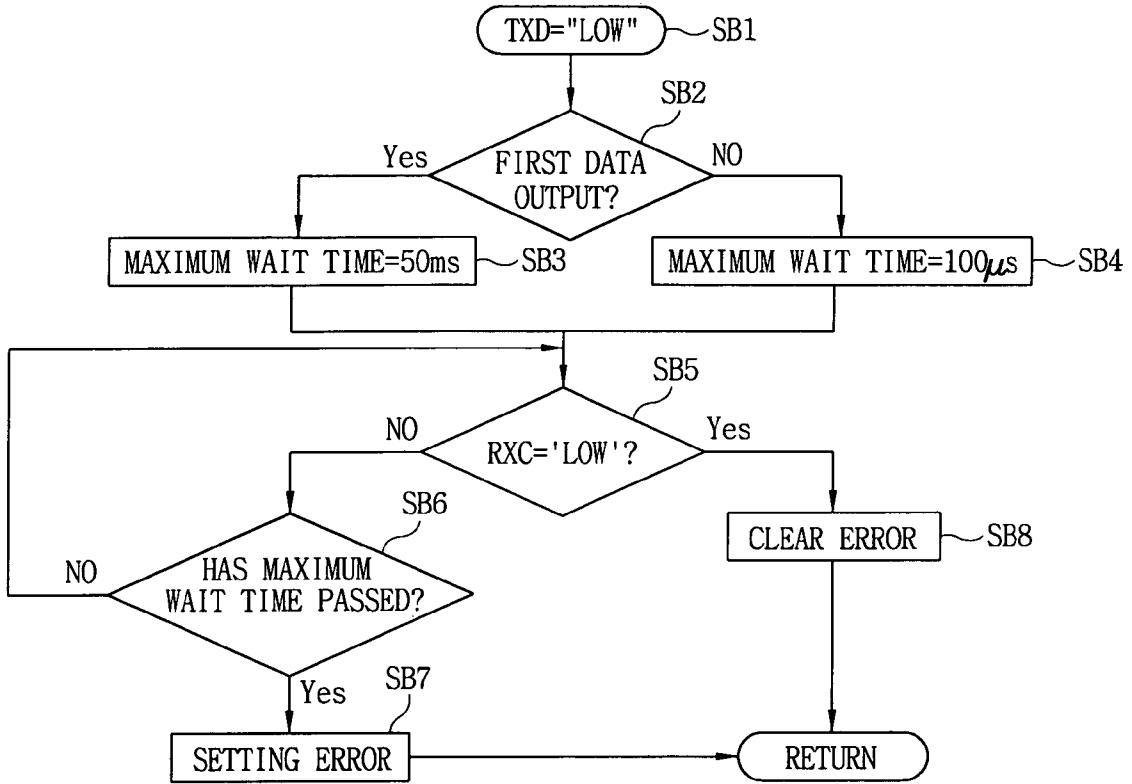 TXD="LOW"
SB1
SB2
Yes
FIRST DATA
OUTPUT?
NO
MAXIMUM WAIT TIME=50ms
SB3
MAXIMUM WAIT TIME=100μs
SB4
SB5
NO
RXC='LOW'?
Yes
SB6
NO
HAS MAXIMUM
WAIT TIME PASSED?
CLEAR ERROR
SB8
Yes
SB7
SETTING ERROR
RETURN